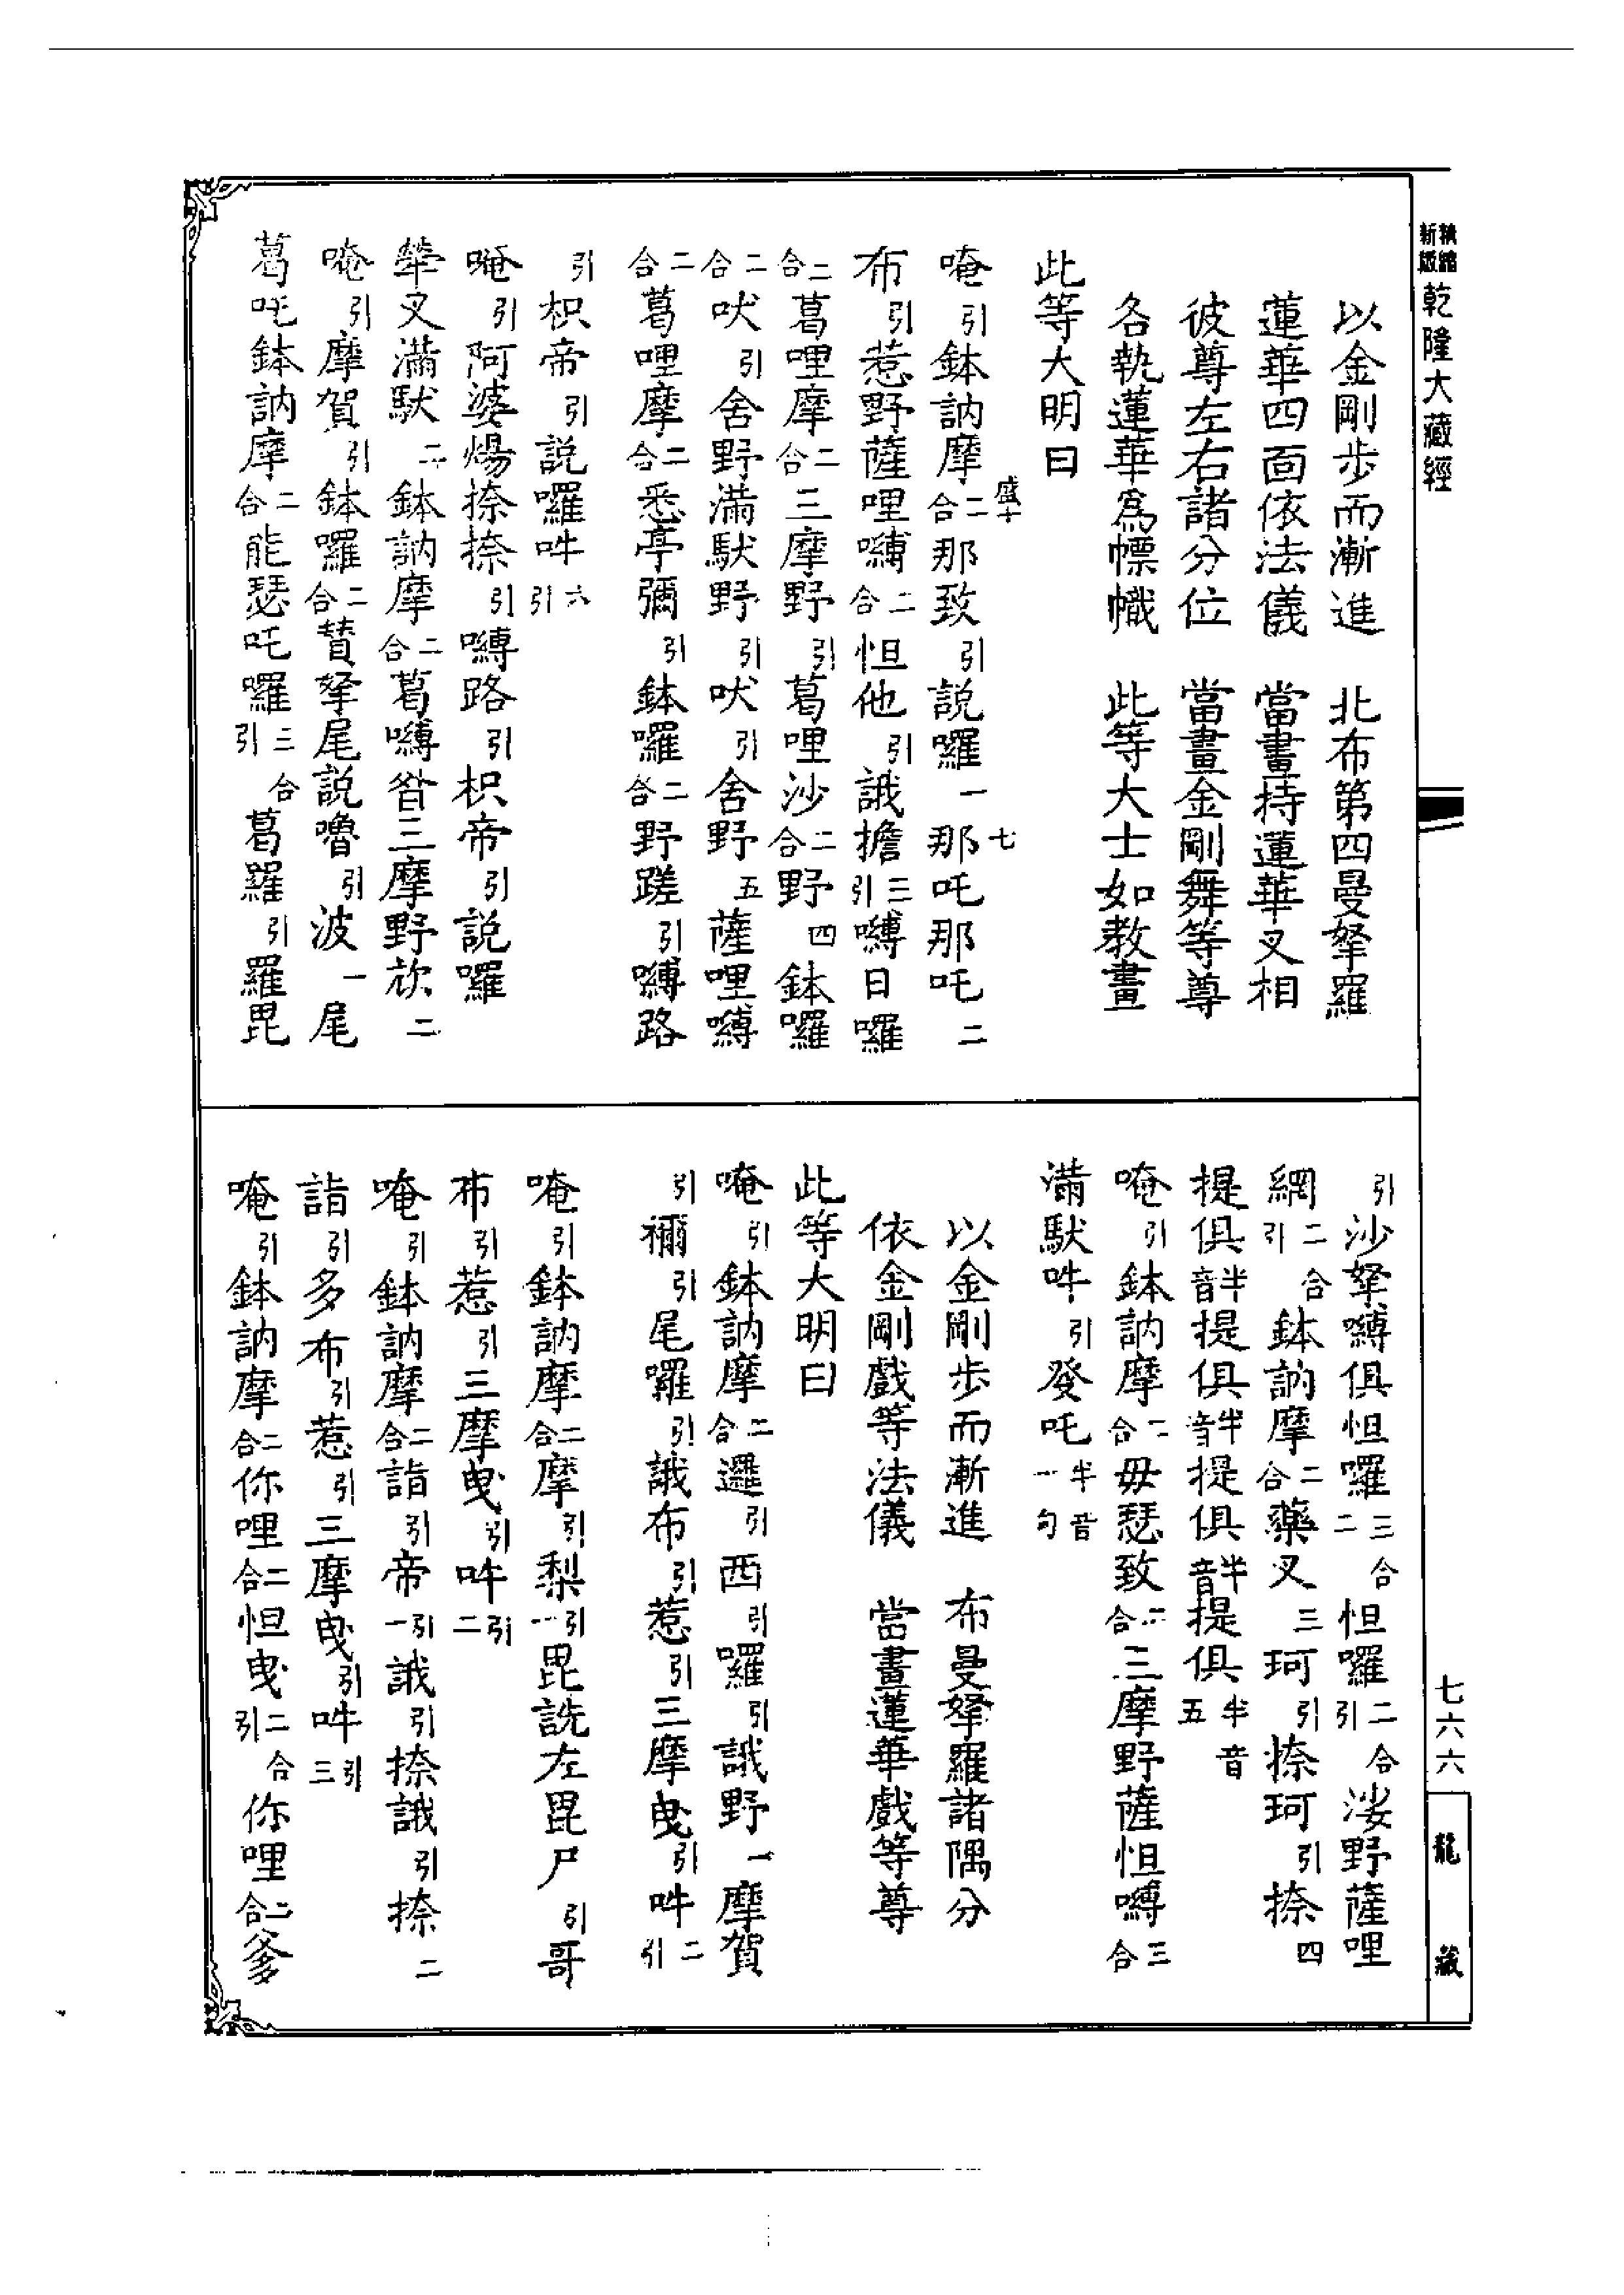 新縮
乾隆大藏經
以金剛步而漸進　北布第四曼拏羅
蓮華四面依法儀　當畫持蓮華叉相
彼尊左右諸分位　當畫金剛舞等尊
各執蓮華爲幖幟　此等大士如教畫
此等大明曰
唵引鉢訥摩二合那致引說囉一那吒那吒二
盛十　七
布引惹野薩哩嚩二合怛他引誐擔三引嚩日囉
二合葛哩摩二合三摩野引葛哩沙二合野四鉢囉
二合吠引舍野滿馱野引吠引舍野五薩哩嚩
二合葛哩摩二合悉亭彌引鉢囉二合野蹉引嚩路
引枳帝引說囉吽六引
唵引阿婆煬捺捺引嚩路引枳帝引說囉
犖叉滿馱二鉢訥摩二合葛嚩昝三摩野欻二
唵引摩賀引鉢囉二合賛拏尾說嚕引波一尾
葛吒鉢訥摩二合能瑟吒囉三合引葛羅引羅毘
引沙拏嚩俱怛囉三合二怛囉二合引娑野薩哩
網二合引鉢訥摩二合藥叉三珂引捺珂引捺四
提俱半音提俱半音提俱半音提俱半音五
唵引鉢訥摩二合毋瑟致二合三摩野薩怛嚩三合
滿馱吽引發吒半音一句
以金剛步而漸進　布曼拏羅諸隅分
依金剛戲等法儀　當畫蓮華戲等尊
此等大明曰
唵引鉢訥摩二合邏引西引囉引誐野一摩賀
引禰引尾囉引誐布引惹引三摩曳引吽二引
唵引鉢訥摩二合摩引梨引一毘詵左毘尸引哥
布引惹引三摩曳引吽引二
唵引鉢訥摩二合詣引帝引一誐引捺誐引捺二
詣引多布引惹引三摩曳引吽引三
唵引鉢訥摩二合你哩二合怛曳二合引你哩二合爹
七六六
龍藏